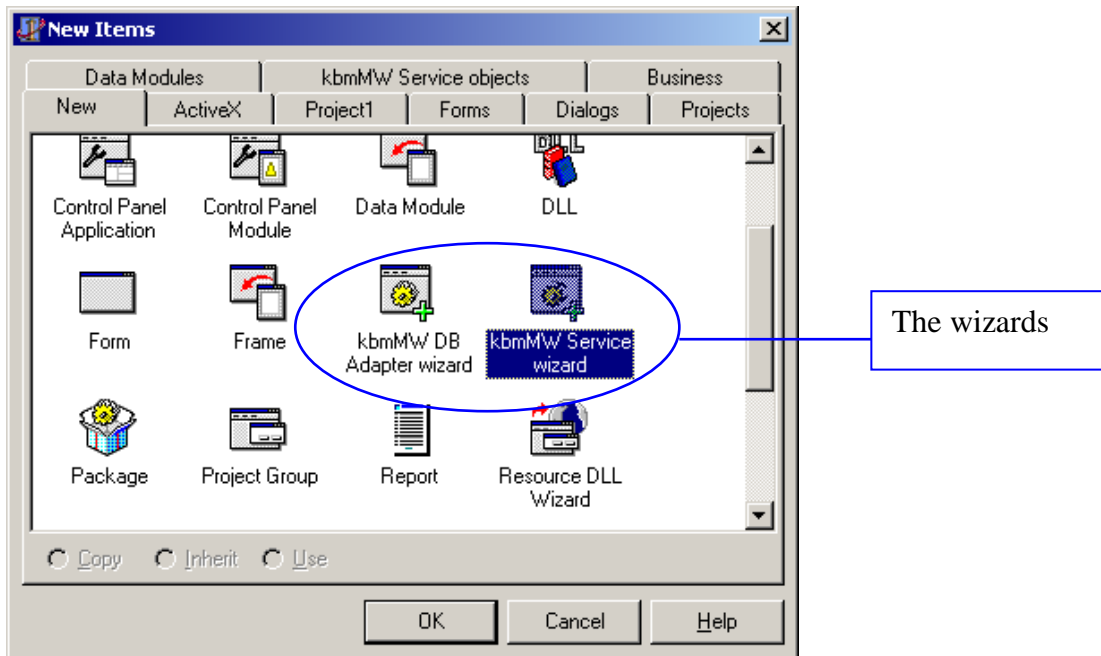 New Items
Data Modules kbmMW Service objects Business
New ActiveX Project1 Forms Dialogs Projects
Control Panel Control Panel Data Module DLL
Application Module
Form Frame kbmMW DB kbmMW Service
Adapter wizard wizard
The wizards
Package Project Group Report Resource DLL
Wizard
Copy Inherit Use
OK Cancel Help